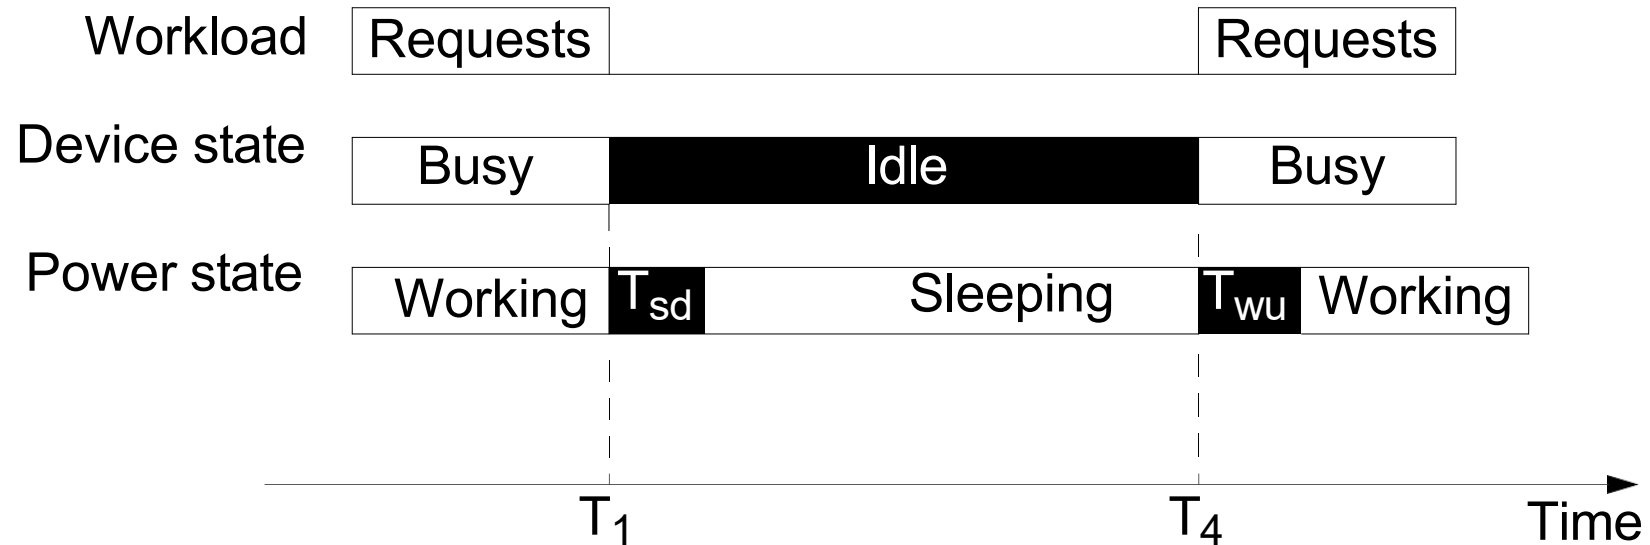 Workload Requests Requests
Device state Busy Idle Busy
Power state Working Tsd Sleeping Twu Working
T1 T4 Time